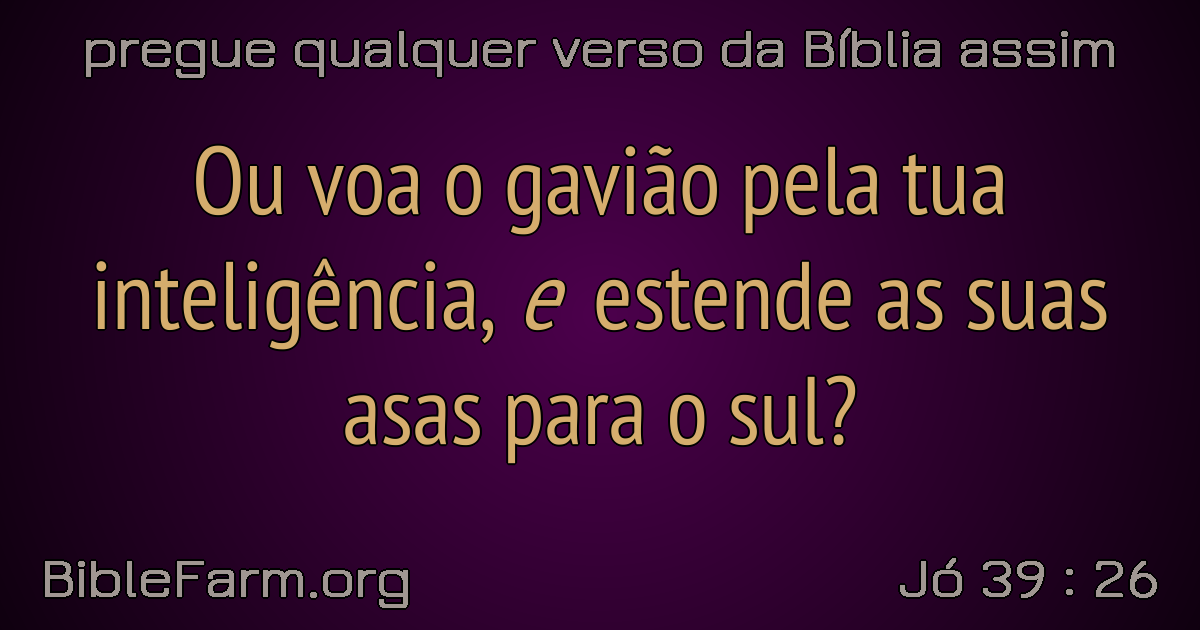 pregue qualquer verso da Bíblia assim
Ou voa o gavião pela tua
inteligência, e estende as suas
asas para o sul?
BibleFarm.org
Jó 39 : 26